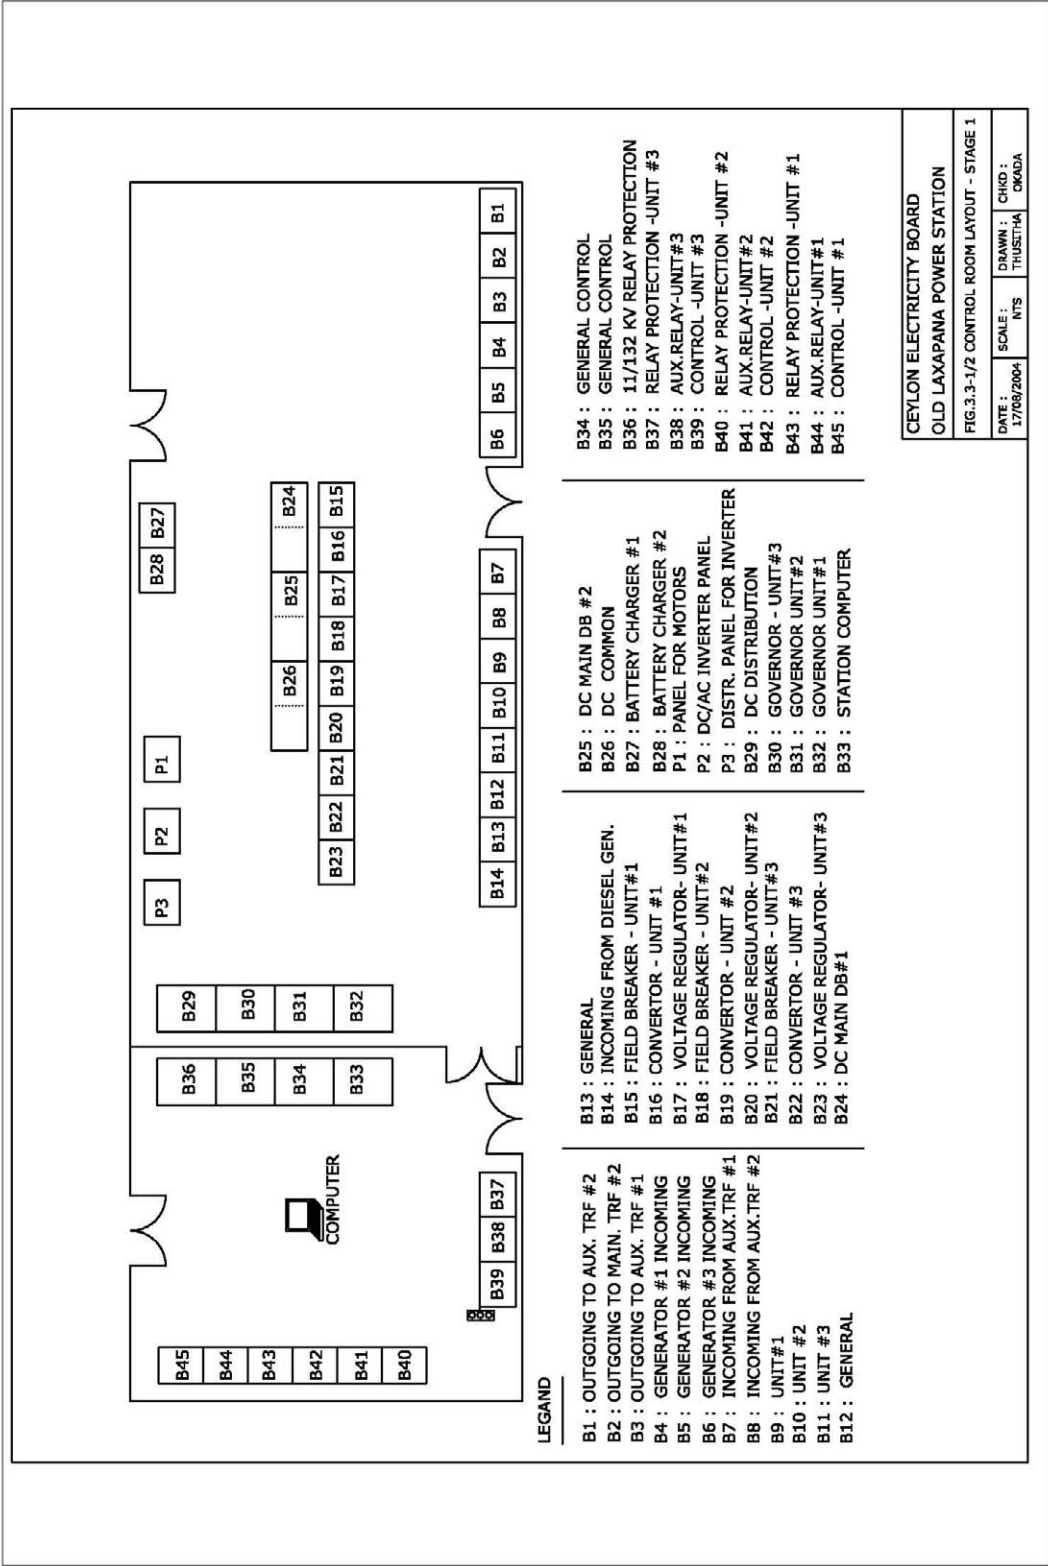 B45
B44
B43
B42
B41
B40
COMPUTER
B39 B38 B37
B36
B35
B34
B33
B29
B30
B31
B32
P3 P2 P1
B28 B27
B26 B25 B24
B23 B22 B21 B20 B19 B18 B17 B16 B15
B14 B13 B12 B11 B10 B9 B8 B7
B6 B5 B4 B3 B2 B1
LEGAND
B1 : OUTGOING TO AUX. TRF #2
B2 : OUTGOING TO MAIN. TRF #2
B3 : OUTGOING TO AUX. TRF #1
B4 : GENERATOR #1 INCOMING
B5 : GENERATOR #2 INCOMING
B6 : GENERATOR #3 INCOMING
B7 : INCOMING FROM AUX.TRF #1
B8 : INCOMING FROM AUX.TRF #2
B9 : UNIT#1
B10 : UNIT #2
B11 : UNIT #3
B12 : GENERAL
B13 : GENERAL
B14 : INCOMING FROM DIESEL GEN.
B15 : FIELD BREAKER - UNIT#1
B16 : CONVERTOR - UNIT #1
B17 : VOLTAGE REGULATOR- UNIT#1
B18 : FIELD BREAKER - UNIT#2
B19 : CONVERTOR - UNIT #2
B20 : VOLTAGE REGULATOR- UNIT#2
B21 : FIELD BREAKER - UNIT#3
B22 : CONVERTOR - UNIT #3
B23 : VOLTAGE REGULATOR- UNIT#3
B24 : DC MAIN DB#1
B25 : DC MAIN DB #2
B26 : DC COMMON
B27 : BATTERY CHARGER #1
B28 : BATTERY CHARGER #2
P1 : PANEL FOR MOTORS
P2 : DC/AC INVERTER PANEL
P3 : DISTR. PANEL FOR INVERTER
B29 : DC DISTRIBUTION
B30 : GOVERNOR - UNIT#3
B31 : GOVERNOR UNIT#2
B32 : GOVERNOR UNIT#1
B33 : STATION COMPUTER
B34 : GENERAL CONTROL
B35 : GENERAL CONTROL
B36 : 11/132 KV RELAY PROTECTION
B37 : RELAY PROTECTION -UNIT #3
B38 : AUX.RELAY-UNIT#3
B39 : CONTROL -UNIT #3
B40 : RELAY PROTECTION -UNIT #2
B41 : AUX.RELAY-UNIT#2
B42 : CONTROL -UNIT #2
B43 : RELAY PROTECTION -UNIT #1
B44 : AUX.RELAY-UNIT#1
B45 : CONTROL -UNIT #1
CEYLON ELECTRICITY BOARD
OLD LAXAPANA POWER STATION
FIG.3.3-1/2 CONTROL ROOM LAYOUT - STAGE 1
DATE : SCALE : DRAWN : CHKD :
17/08/2004 NTS THUSITHA OKADA